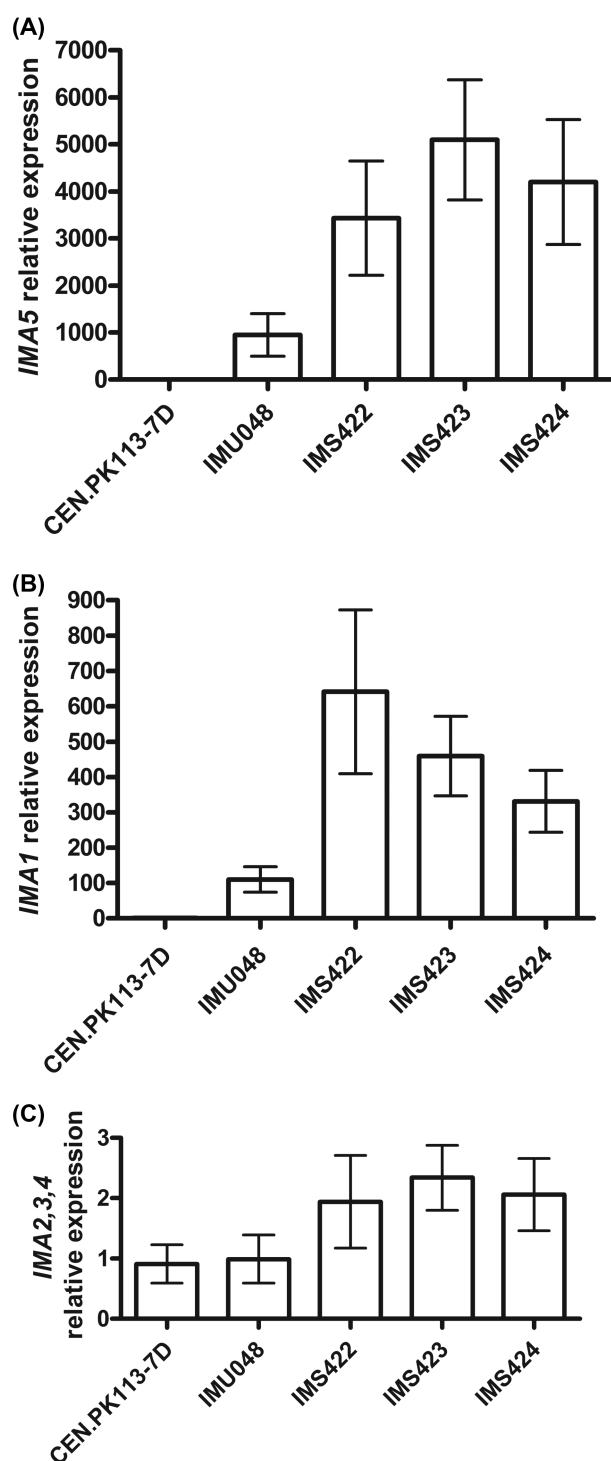 (A)
IMA5 relative expression
7000
6000
5000
4000
3000
2000
1000
0
CEN.PK113-7D
IMU048
IMS422
IMS423
IMS424
(B)
IMA1 relative expression
900
800
700
600
500
400
300
200
100
0
CEN.PK113-7D
IMU048
IMS422
IMS423
IMS424
(C)
IMA2,3,4
relative expression
3
2
1
0
CEN.PK113-7D
IMU048
IMS422
IMS423
IMS424